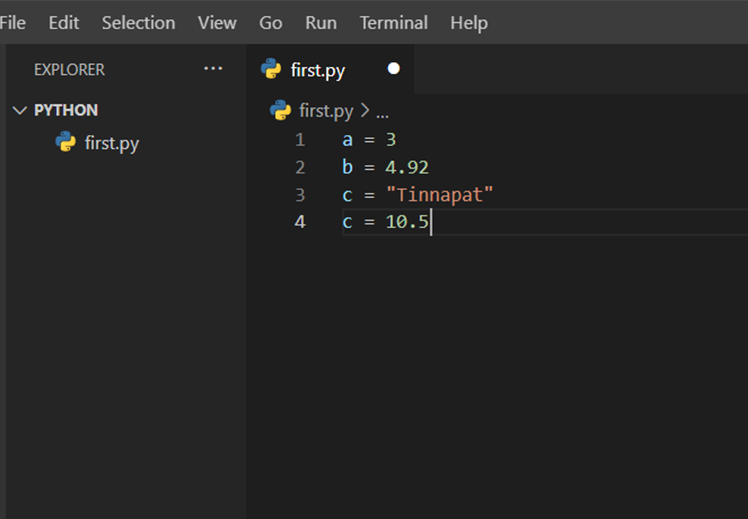 File Edit Selection View Go Run Terminal Help
EXPLORER ...
first.py
PYTHON
first.py > ...
first.py
1 a = 3
2 b = 4.92
3 c = "Tinnapat"
4 c = 10.5